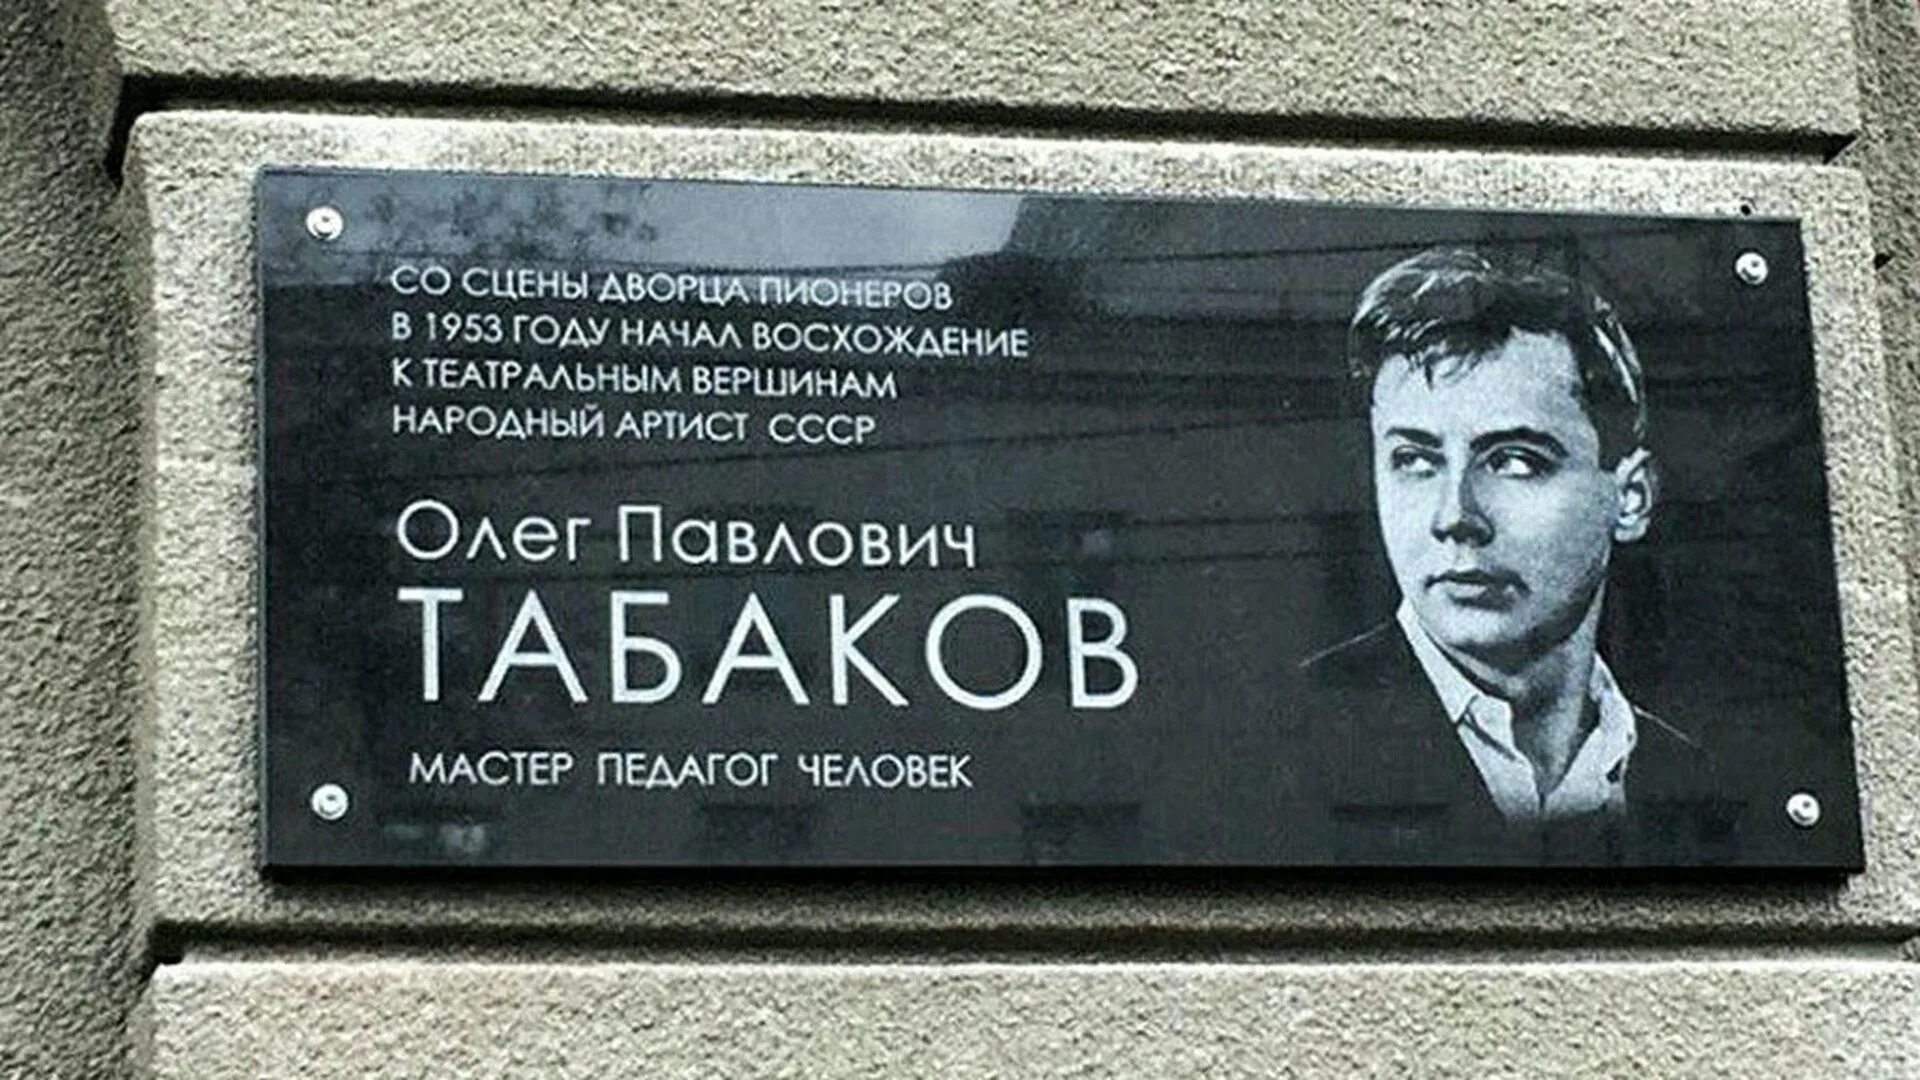 СО СЦЕНЫ ДВОРЦА ПИОНЕРОВ
В 1953 ГОДУ НАЧАЛ ВОСХОЖДЕНИЕ
К ТЕАТРАЛЬНЫМ ВЕРШИНАМ
НАРОДНЫЙ АРТИСТ СССР
Олег Павлович
ТАБАКОВ
МАСТЕР ПЕДАГОГ ЧЕЛОВЕК